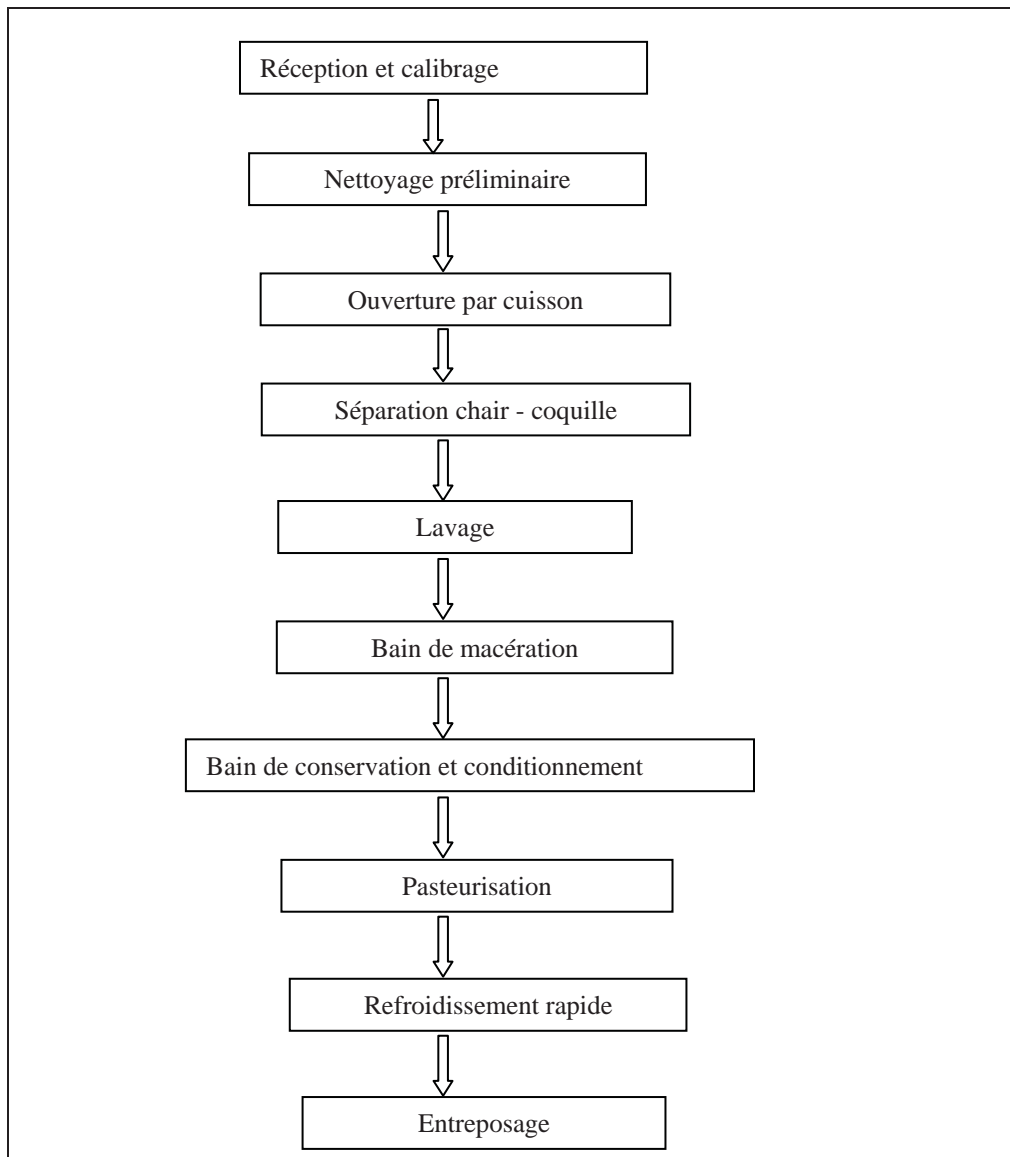 Réception et calibrage
Nettoyage préliminaire
Ouverture par cuisson
Séparation chair - coquille
Lavage
Bain de macération
Bain de conservation et conditionnement
Pasteurisation
Refroidissement rapide
Entreposage